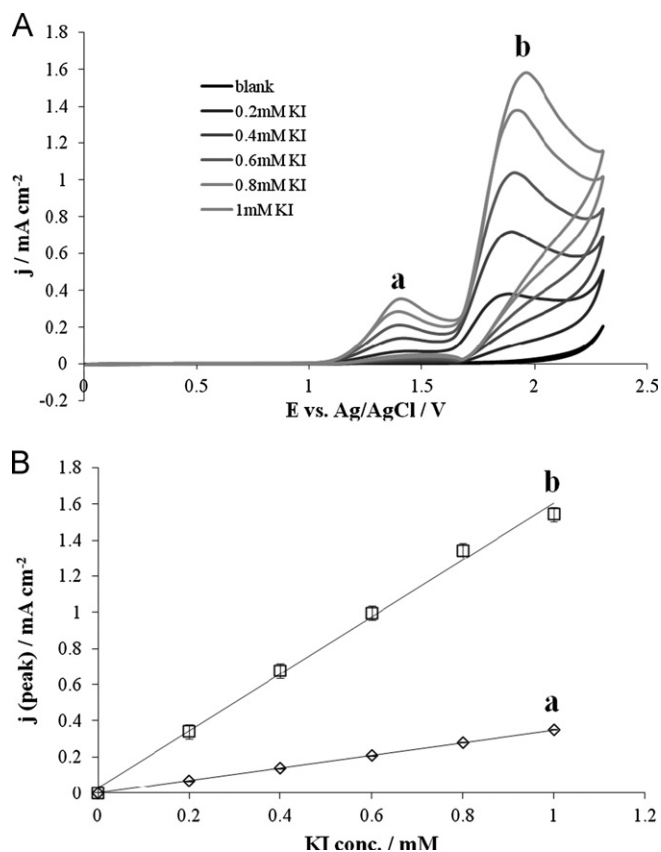 A
b
a
blank
0.2mM KI
0.4mM KI
0.6mM KI
0.8mM KI
1mM KI
1.8
1.6
1.4
1.2
1
0.8
0.6
0.4
0.2
0
-0.2
j / mA cm⁻²
0 0.5 1 1.5 2 2.5
E vs. Ag/AgCl / V
B
b
a
1.8
1.6
1.4
1.2
1
0.8
0.6
0.4
0.2
0
j (peak) / mA cm⁻²
0 0.2 0.4 0.6 0.8 1 1.2
KI conc. / mM